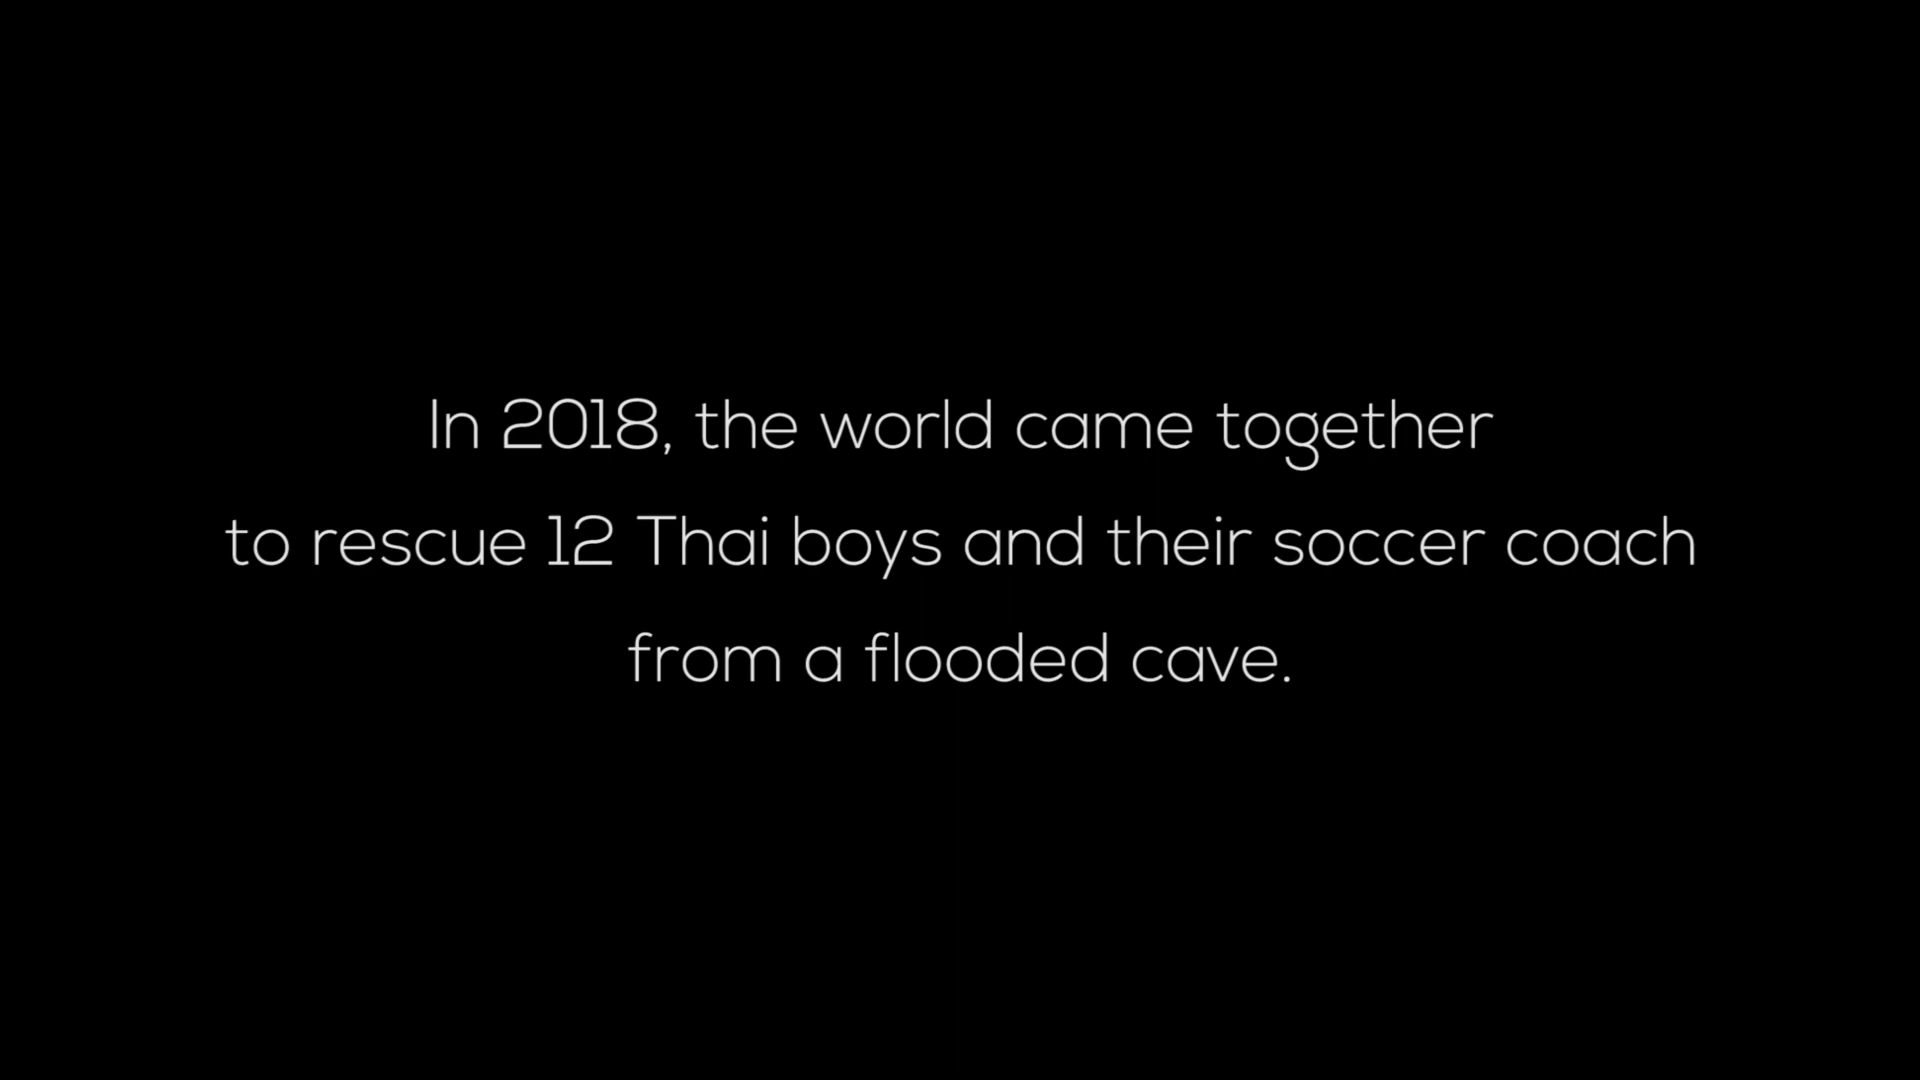 In 2018, the world came together
to rescue 12 Thai boys and their soccer coach
from a flooded cave.